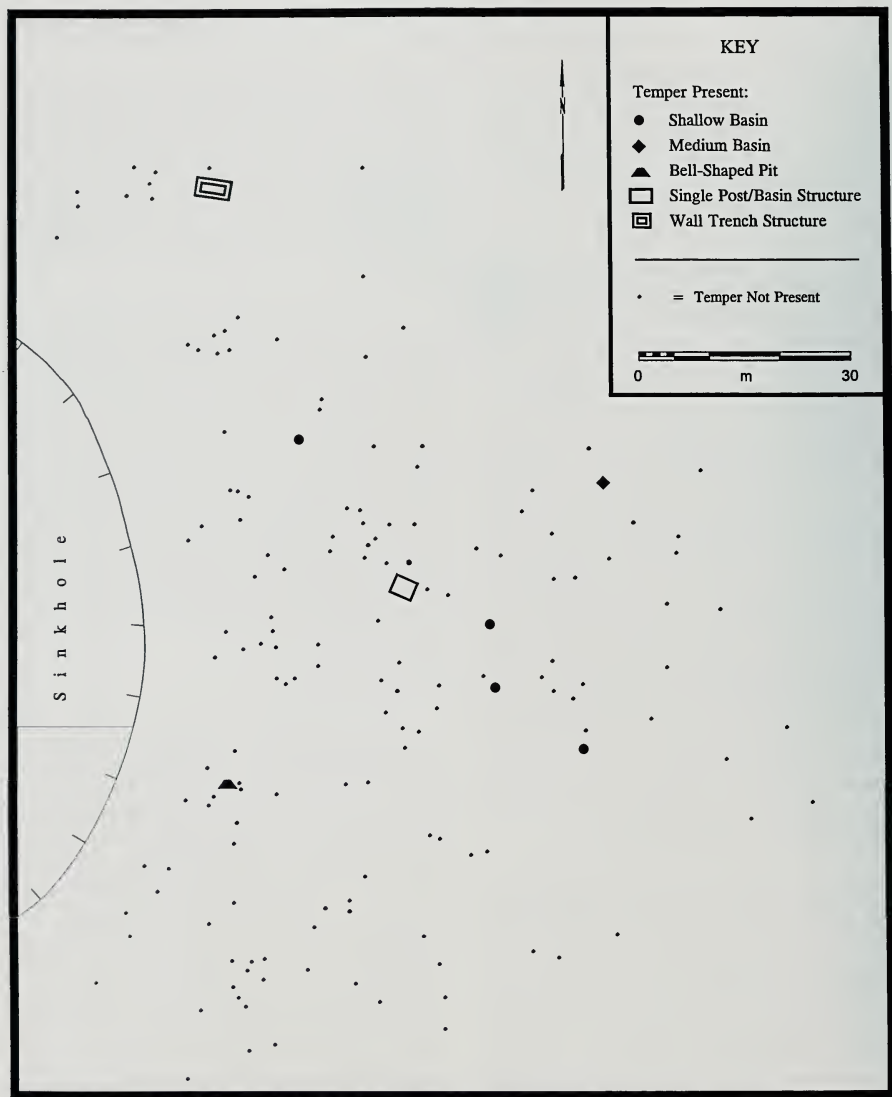 KEY
Temper Present:
Shallow Basin
Medium Basin
Bell-Shaped Pit
Single Post/Basin Structure
Wall Trench Structure
= Temper Not Present
0 m 30
N
Sinkhole